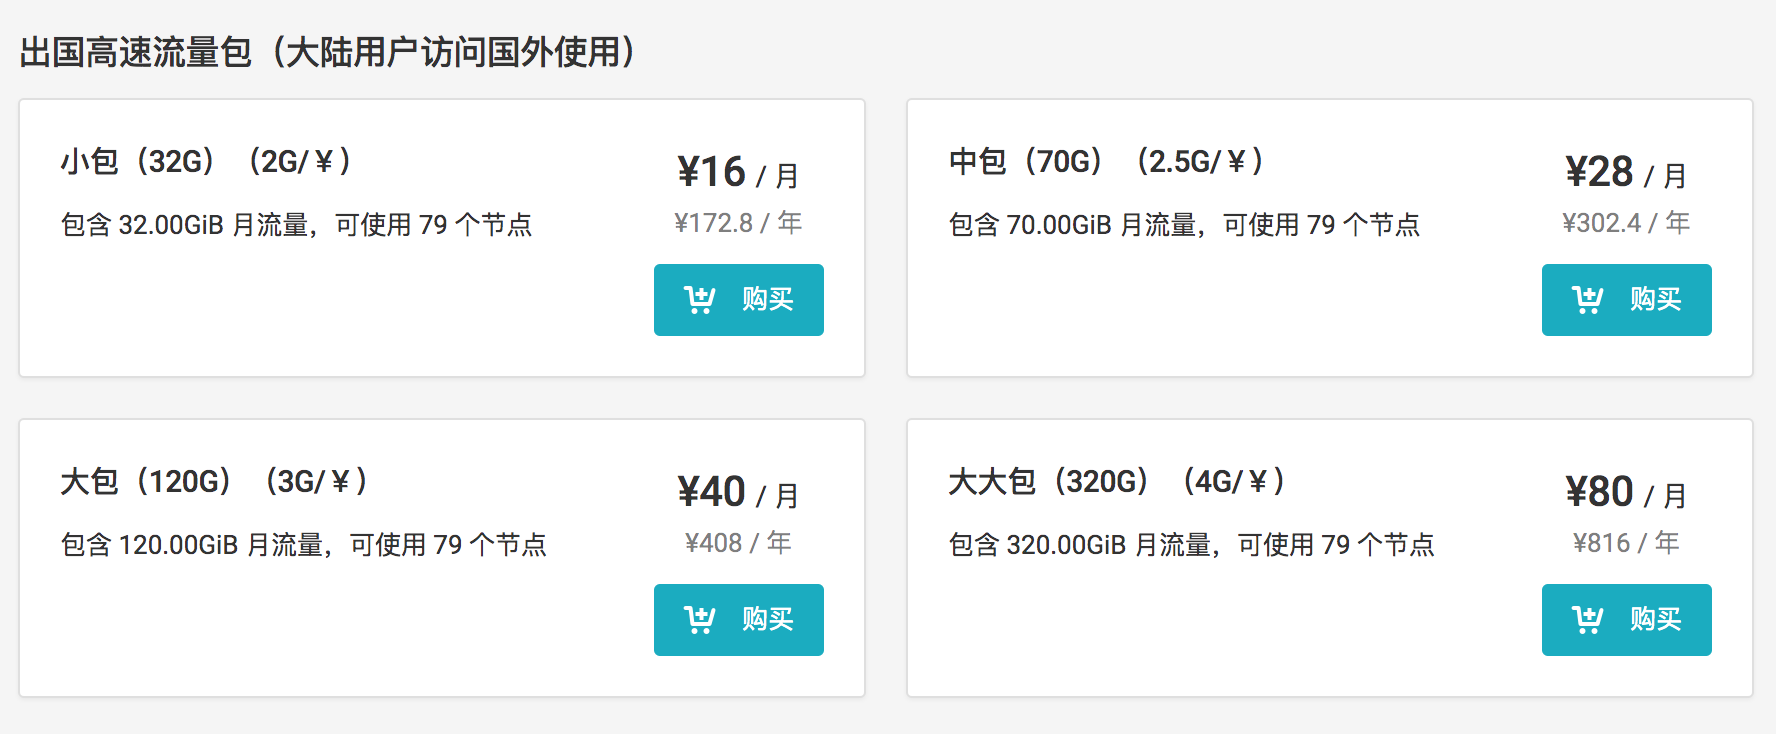 出国高速流量包（大陆用户访问国外使用）
小包（32G）（2G/￥）
¥16 / 月
包含 32.00GiB 月流量，可使用 79 个节点
¥172.8 / 年
购买
中包（70G）（2.5G/￥）
¥28 / 月
包含 70.00GiB 月流量，可使用 79 个节点
¥302.4 / 年
购买
大包（120G）（3G/￥）
¥40 / 月
包含 120.00GiB 月流量，可使用 79 个节点
¥408 / 年
购买
大大包（320G）（4G/￥）
¥80 / 月
包含 320.00GiB 月流量，可使用 79 个节点
¥816 / 年
购买